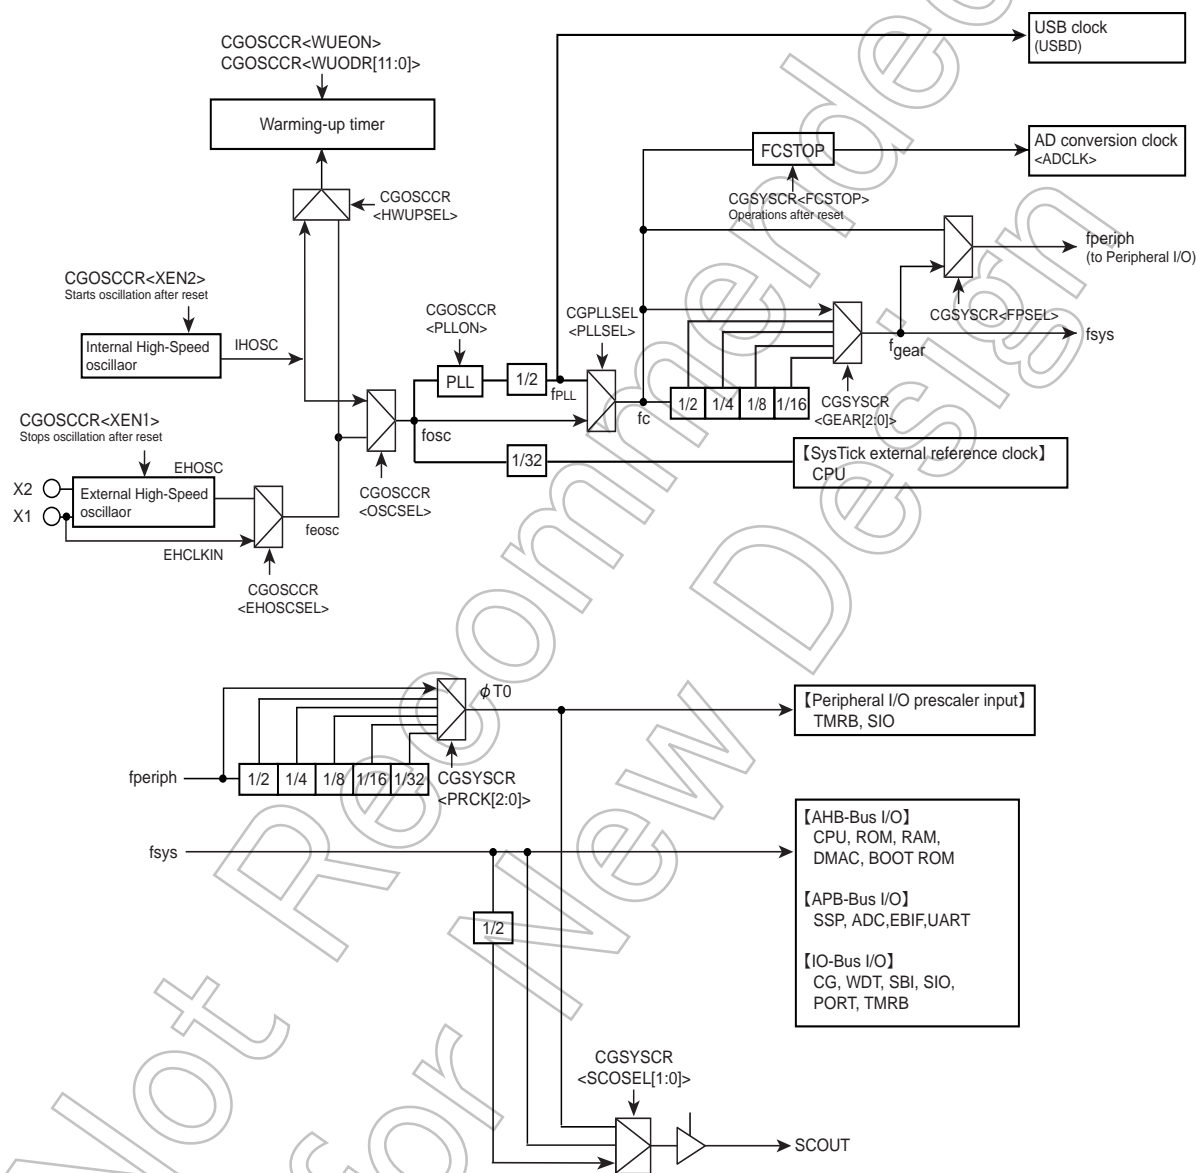 CGOSCCR<WUEON>
CGOSCCR<WUODR[11:0]>
Warming-up timer
CGOSCCR
<HWUPSEL>
USB clock
(USBD)
FCSTOP
AD conversion clock
<ADCLK>
CGSYSCR<FCSTOP>
Operations after reset
fperiph
(to Peripheral I/O)
CGSYSCR<FPSEL>
fsys
fgear
CGOSCCR<XEN2>
Starts oscillation after reset
Internal High-Speed
oscillaor
IHOSC
CGOSCCR
<PLLON>
CGPLLSEL
<PLLSEL>
PLL
1/2
fPLL
fosc
fc
1/2
1/4
1/8
1/16
CGSYSCR
<GEAR[2:0]>
CGOSCCR<XEN1>
Stops oscillation after reset
EHOSC
X2
X1
External High-Speed
oscillaor
EHCLKIN
CGOSCCR
<EHOSCSEL>
feosc
CGOSCCR
<OSCSEL>
1/32
【SysTick external reference clock】
CPU
fperiph
1/2
1/4
1/8
1/16
1/32
ϕT0
CGSYSCR
<PRCK[2:0]>
【Peripheral I/O prescaler input】
TMRB, SIO
fsys
1/2
【AHB-Bus I/O】
CPU, ROM, RAM,
DMAC, BOOT ROM
【APB-Bus I/O】
SSP, ADC,EBIF,UART
【IO-Bus I/O】
CG, WDT, SBI, SIO,
PORT, TMRB
CGSYSCR
<SCOSEL[1:0]>
SCOUT
Not Recommended
for New Design